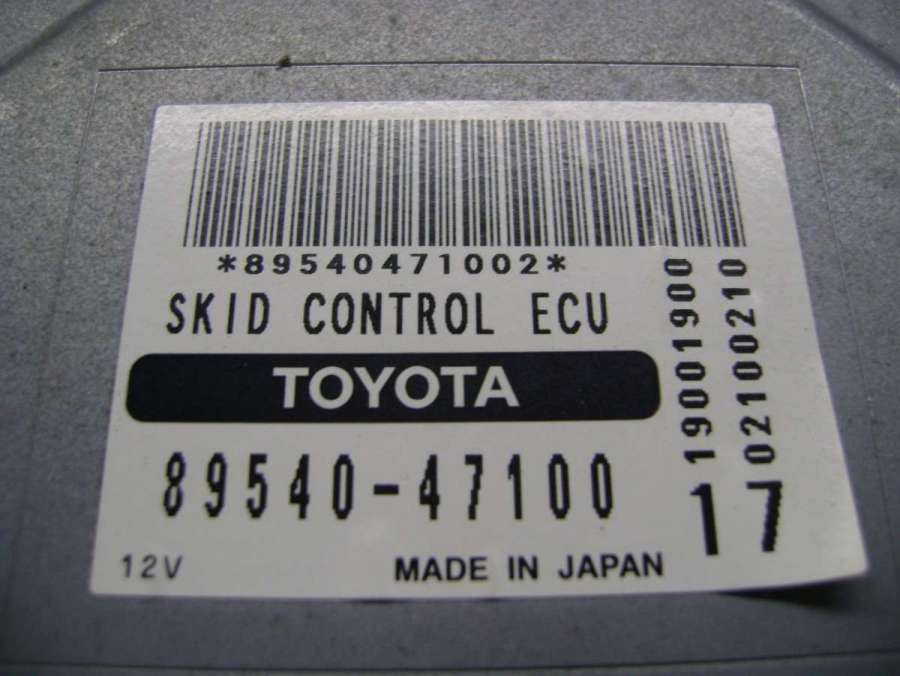 *89540471002*
SKID CONTROL ECU
TOYOTA
89540-47100
12V
MADE IN JAPAN
19001900
02100210
17